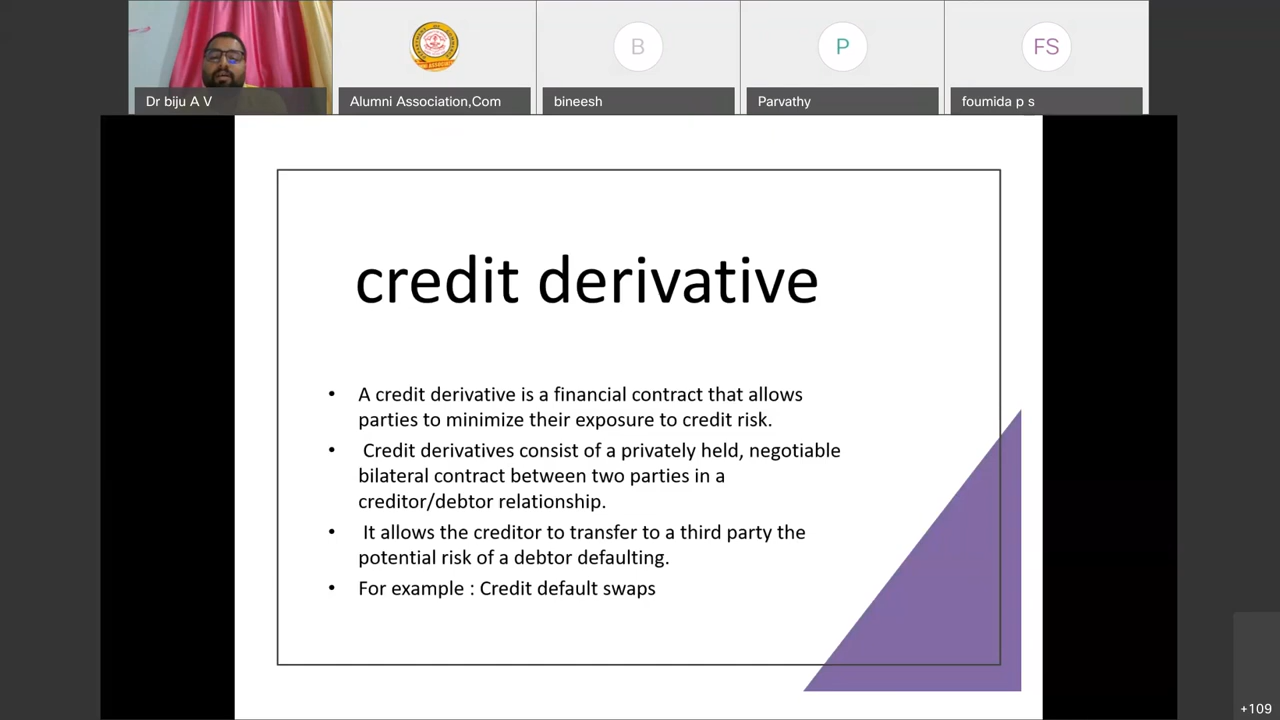 B
P
FS
Dr biju A V
Alumni Association,Com
bineesh
Parvathy
foumida p s
credit derivative
• A credit derivative is a financial contract that allows
parties to minimize their exposure to credit risk.
• Credit derivatives consist of a privately held, negotiable
bilateral contract between two parties in a
creditor/debtor relationship.
• It allows the creditor to transfer to a third party the
potential risk of a debtor defaulting.
• For example : Credit default swaps
+109